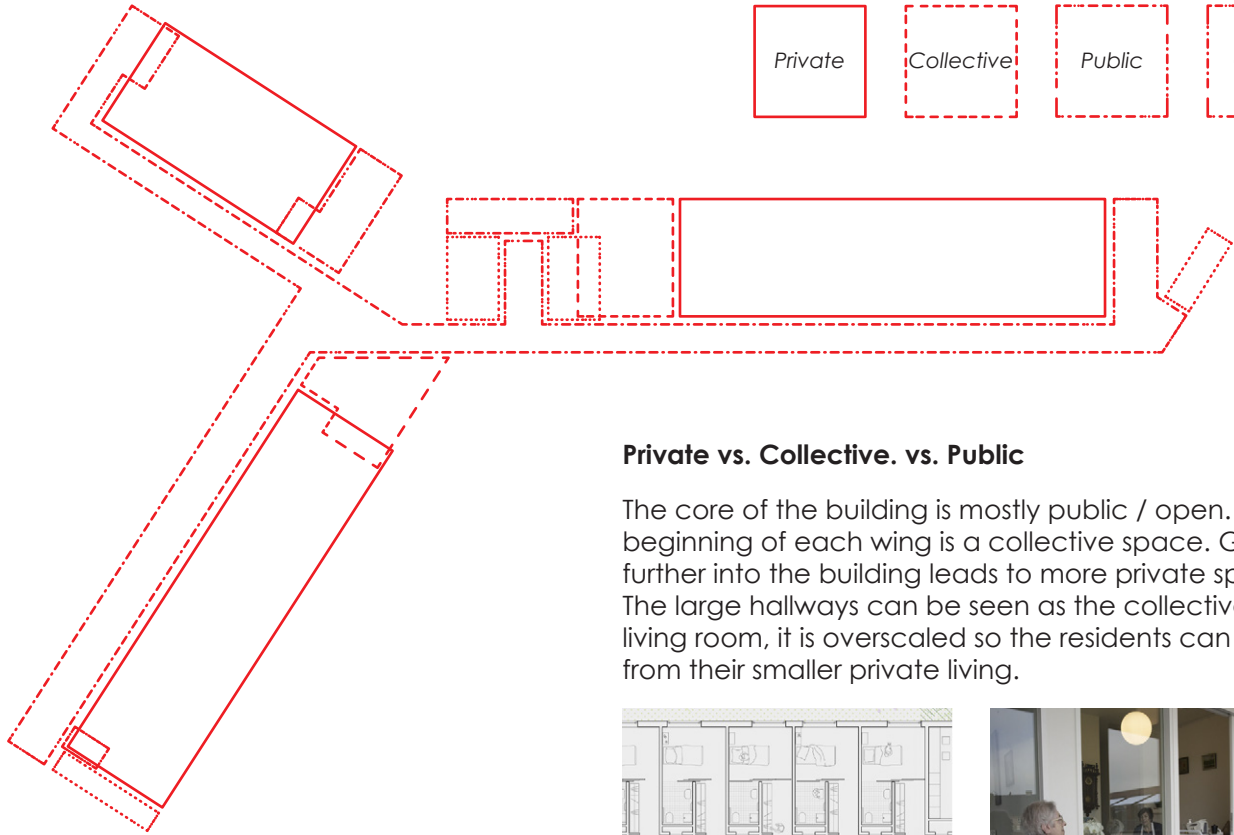 Private Collective Public
Private vs. Collective. vs. Public
The core of the building is mostly public / open.
beginning of each wing is a collective space.
further into the building leads to more private
The large hallways can be seen as the
living room, it is overscaled so the residents can
from their smaller private living.